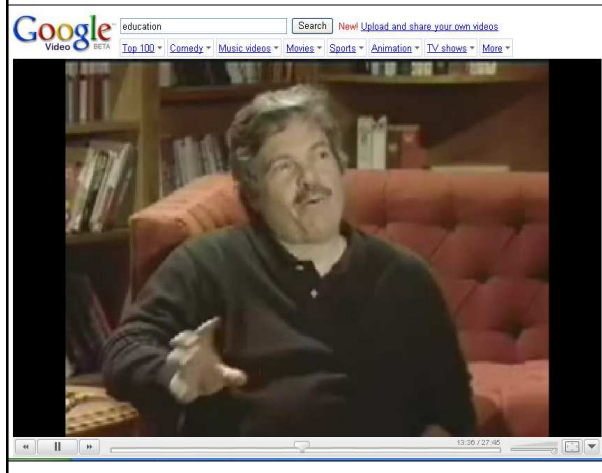 Google Video BETA
education Search New! Upload and share your own videos
Top 100 Comedy Music videos Movies Sports Animation TV shows More
13:36 / 27:46